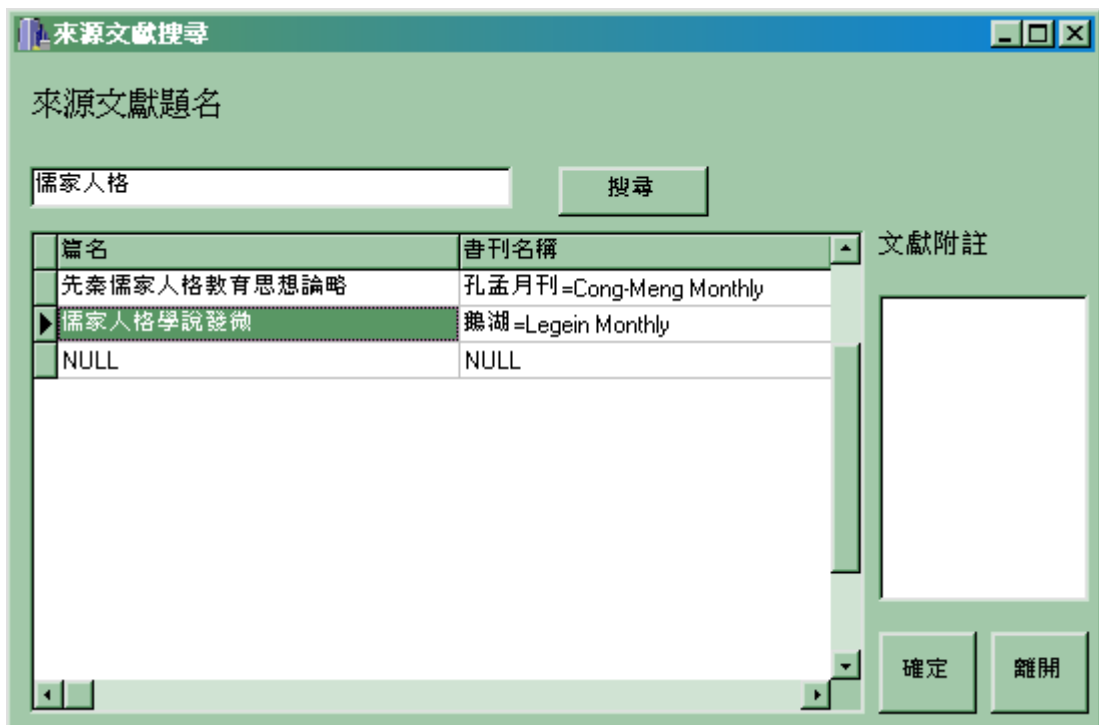 來源文獻搜尋
來源文獻題名
儒家人格
搜尋
篇名 書刊名稱
先秦儒家人格教育思想論略 孔孟月刊=Cong-Meng Monthly
儒家人格學說發微 鵝湖=Legein Monthly
NULL NULL
文獻附註
確定 離開